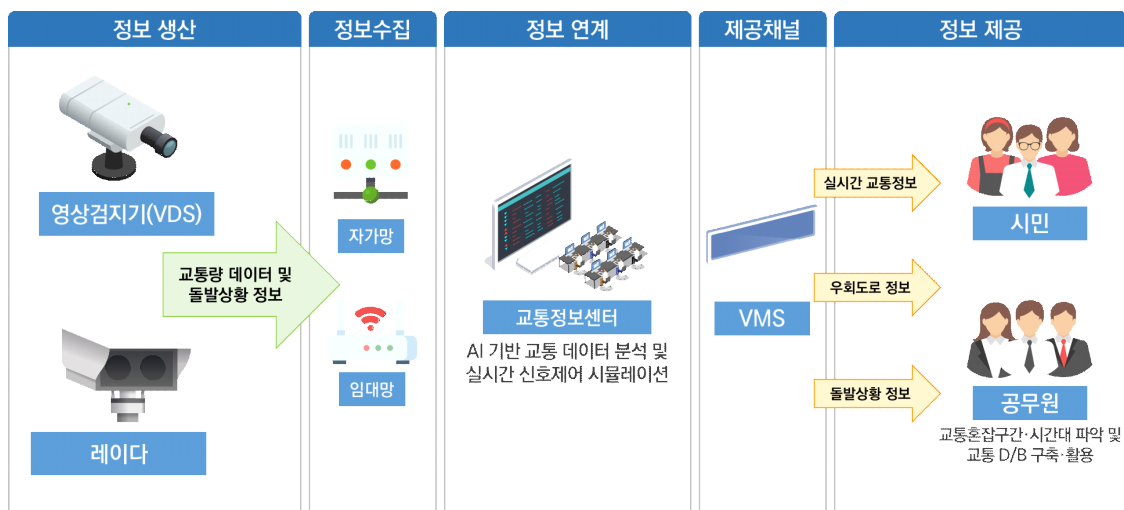 정보 생산
정보수집
정보 연계
제공채널
정보 제공
영상검지기(VDS)
교통량 데이터 및
돌발상황 정보
레이다
자가망
임대망
교통정보센터
AI 기반 교통 데이터 분석 및
실시간 신호제어 시뮬레이션
VMS
실시간 교통정보
우회도로 정보
돌발상황 정보
시민
공무원
교통혼잡구간·시간대 파악 및
교통 D/B 구축·활용